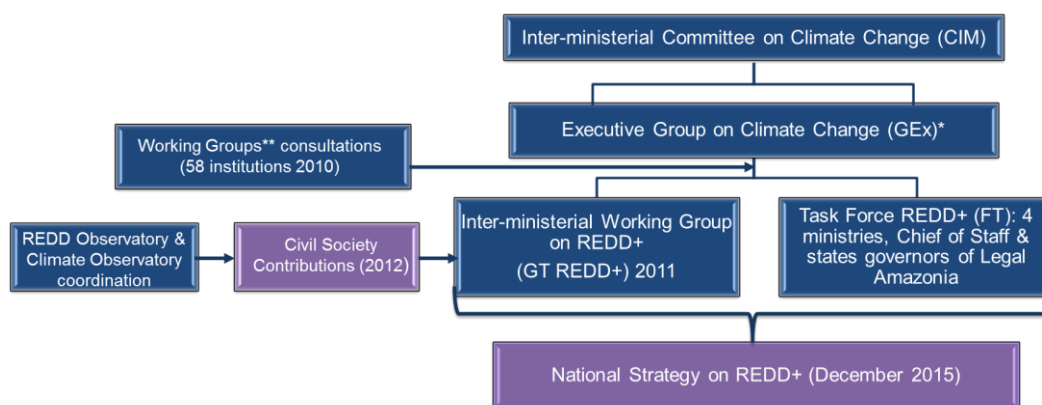 Inter-ministerial Committee on Climate Change (CIM)
Executive Group on Climate Change (GEx)*
Working Groups** consultations
(58 institutions 2010)
REDD Observatory &
Climate Observatory
coordination
Civil Society
Contributions (2012)
Inter-ministerial Working Group
on REDD+
(GT REDD+) 2011
Task Force REDD+ (FT): 4
ministries, Chief of Staff &
states governors of Legal
Amazonia
National Strategy on REDD+ (December 2015)